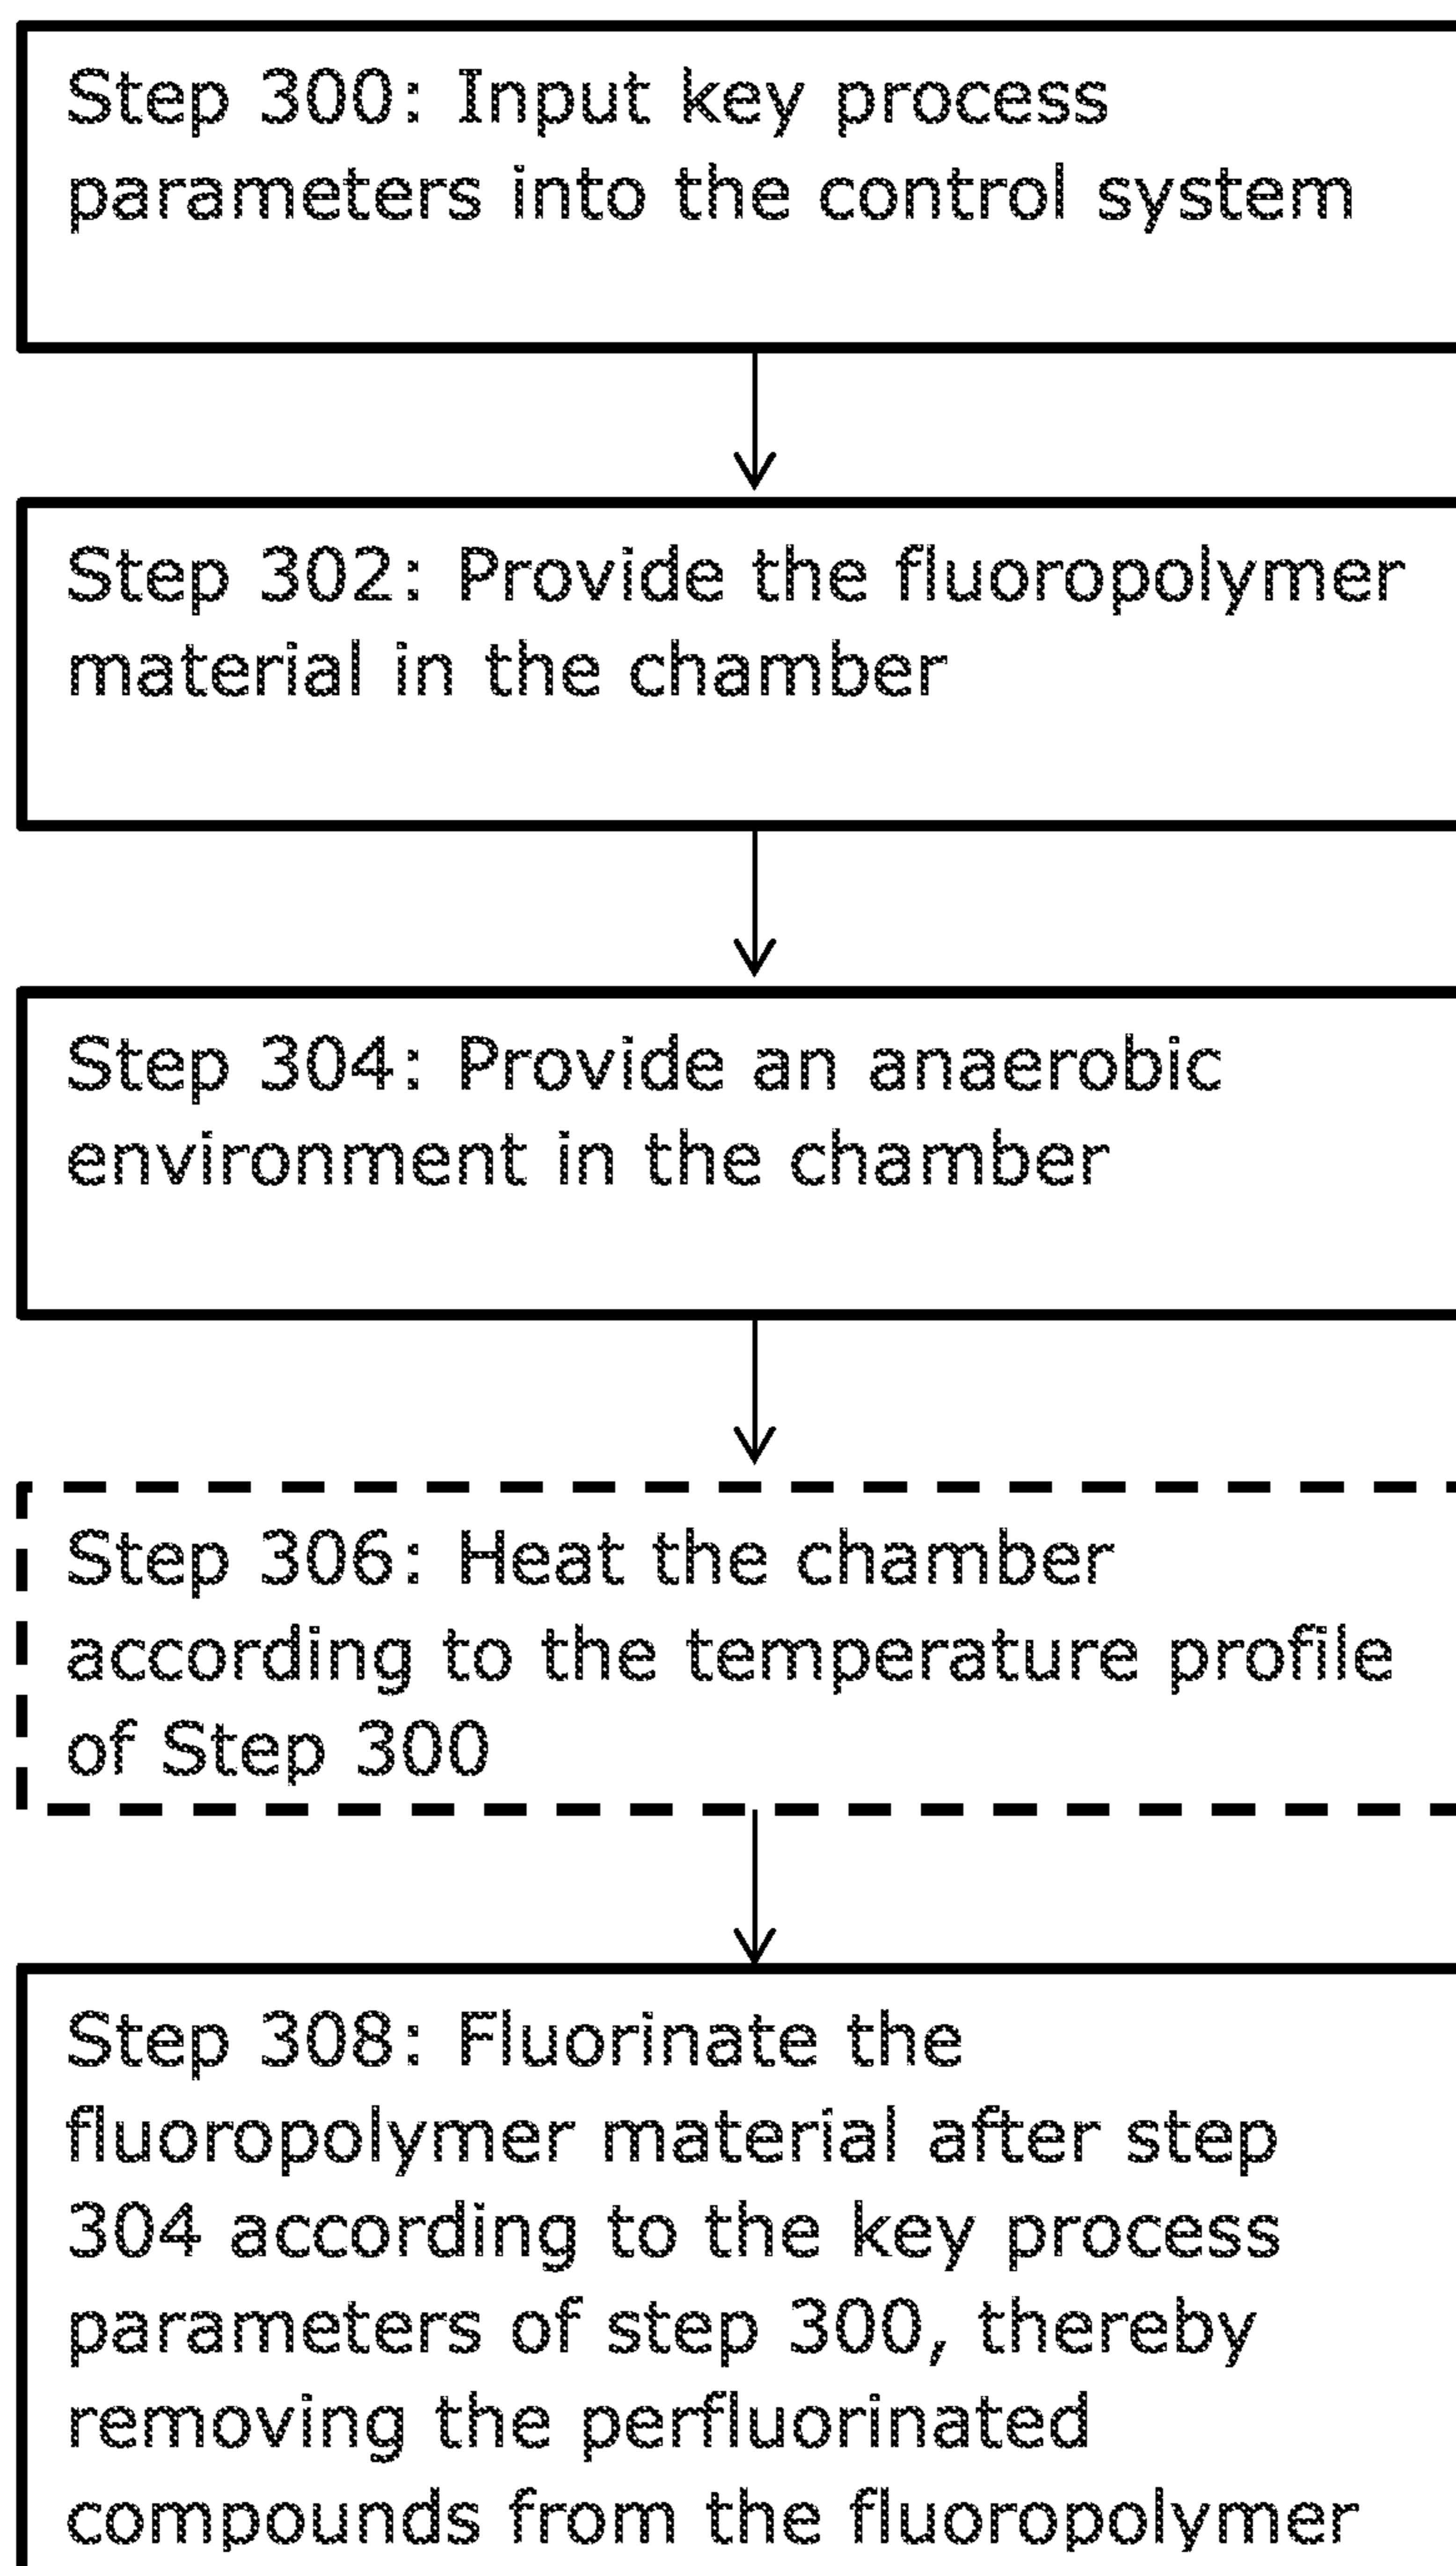 Step 300: Input key process
parameters into the control system
Step 302: Provide the fluoropolymer
material in the chamber
Step 304: Provide an anaerobic
environment in the chamber
Step 306: Heat the chamber
according to the temperature profile
of Step 300
Step 308: Fluorinate the
fluoropolymer material after step
304 according to the key process
parameters of step 300, thereby
removing the perfluorinated
compounds from the fluoropolymer